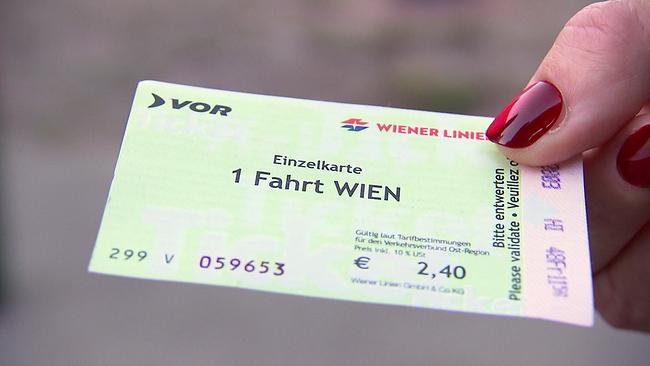 VOR
WIENER LINIEN
Einzelkarte
1 Fahrt WIEN
Gültig laut Tarifbestimmungen
für den Verkehrsverbund Ost-Region
Preis inkl. 10 % USt
€ 2,40
Wiener Linien GmbH & Co KG
299 V 059653
Bitte entwerten
Please validate • Veuillez